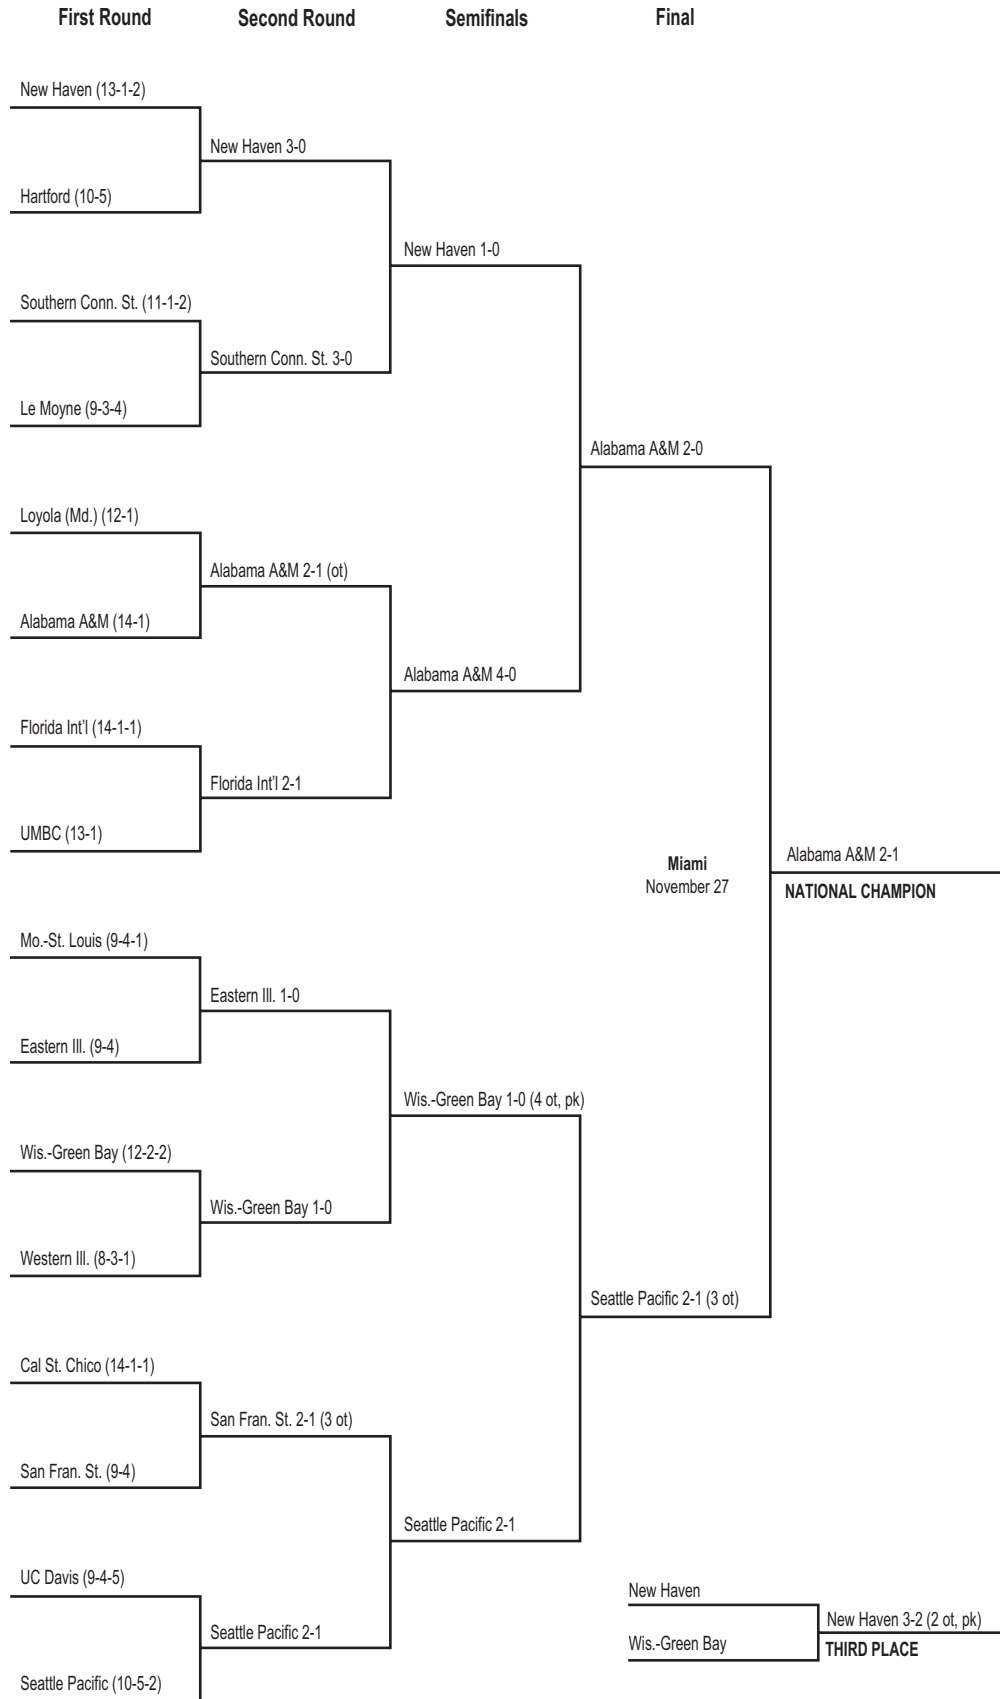 First Round
Second Round
Semifinals
Final
New Haven (13-1-2)
New Haven 3-0
Hartford (10-5)
New Haven 1-0
Southern Conn. St. (11-1-2)
Southern Conn. St. 3-0
Le Moyne (9-3-4)
Alabama A&M 2-0
Loyola (Md.) (12-1)
Alabama A&M 2-1 (ot)
Alabama A&M (14-1)
Alabama A&M 4-0
Florida Int'l (14-1-1)
Florida Int'l 2-1
UMBC (13-1)
Miami
November 27
Alabama A&M 2-1
NATIONAL CHAMPION
Mo.-St. Louis (9-4-1)
Eastern Ill. 1-0
Eastern Ill. (9-4)
Wis.-Green Bay 1-0 (4 ot, pk)
Wis.-Green Bay (12-2-2)
Wis.-Green Bay 1-0
Western Ill. (8-3-1)
Seattle Pacific 2-1 (3 ot)
Cal St. Chico (14-1-1)
San Fran. St. 2-1 (3 ot)
San Fran. St. (9-4)
Seattle Pacific 2-1
UC Davis (9-4-5)
Seattle Pacific 2-1
Seattle Pacific (10-5-2)
New Haven
Wis.-Green Bay
New Haven 3-2 (2 ot, pk)
THIRD PLACE